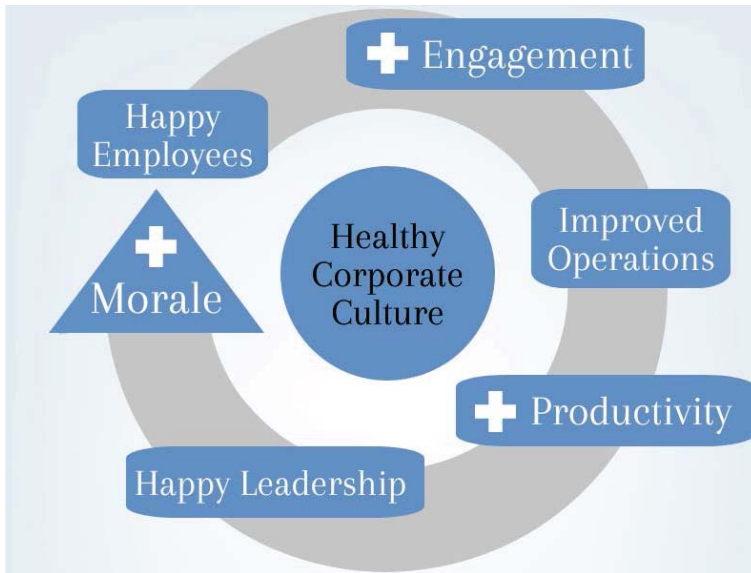 + Engagement
Happy
Employees
Improved
Operations
Healthy
Corporate
Culture
+
Morale
+ Productivity
Happy Leadership